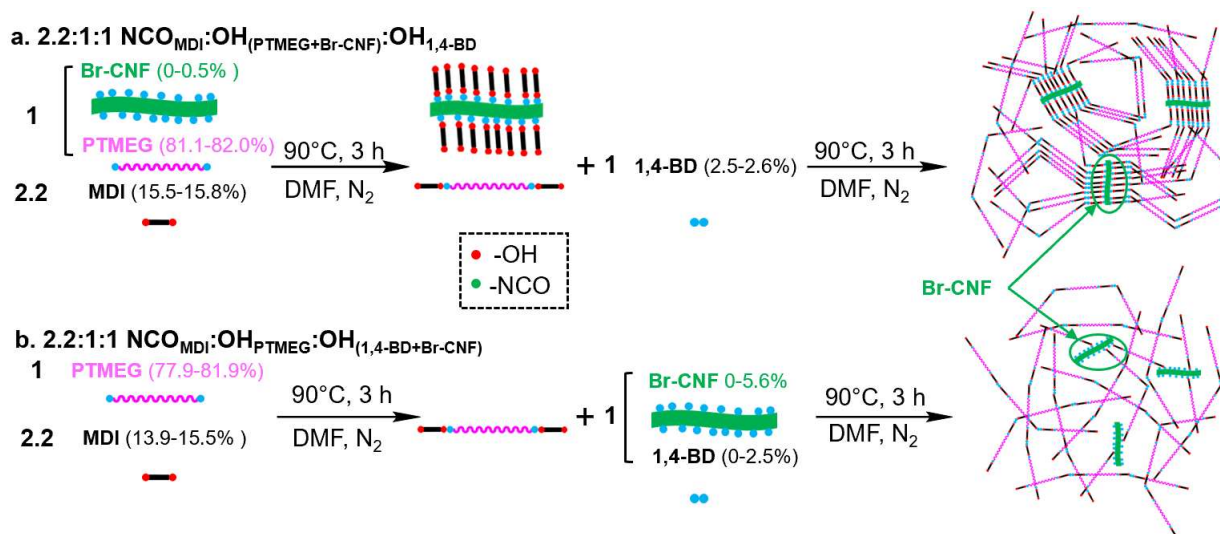 a. 2.2:1:1 NCO_MDI:OH_(PTMEG+Br-CNF):OH_1,4-BD
Br-CNF (0-0.5% )
1
PTMEG (81.1-82.0%)
2.2 MDI (15.5-15.8%)
90°C, 3 h
DMF, N₂
+ 1 1,4-BD (2.5-2.6%)
90°C, 3 h
DMF, N₂
-OH
-NCO
Br-CNF
b. 2.2:1:1 NCO_MDI:OH_PTMEG:OH_(1,4-BD+Br-CNF)
1 PTMEG (77.9-81.9%)
2.2 MDI (13.9-15.5% )
90°C, 3 h
DMF, N₂
+ 1
Br-CNF 0-5.6%
1,4-BD (0-2.5%)
90°C, 3 h
DMF, N₂